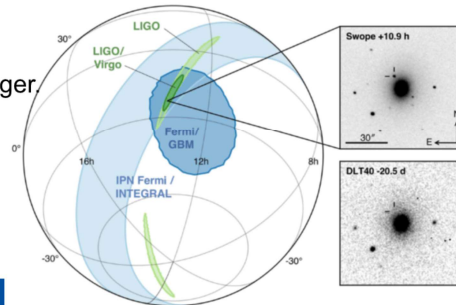 ger.
30°
LIGO
LIGO/
Virgo
Fermi/
GBM
0°
16h
12h
8h
IPN Fermi /
INTEGRAL
-30°
-30°
Swope +10.9 h
30"
E
DLT40 -20.5 d